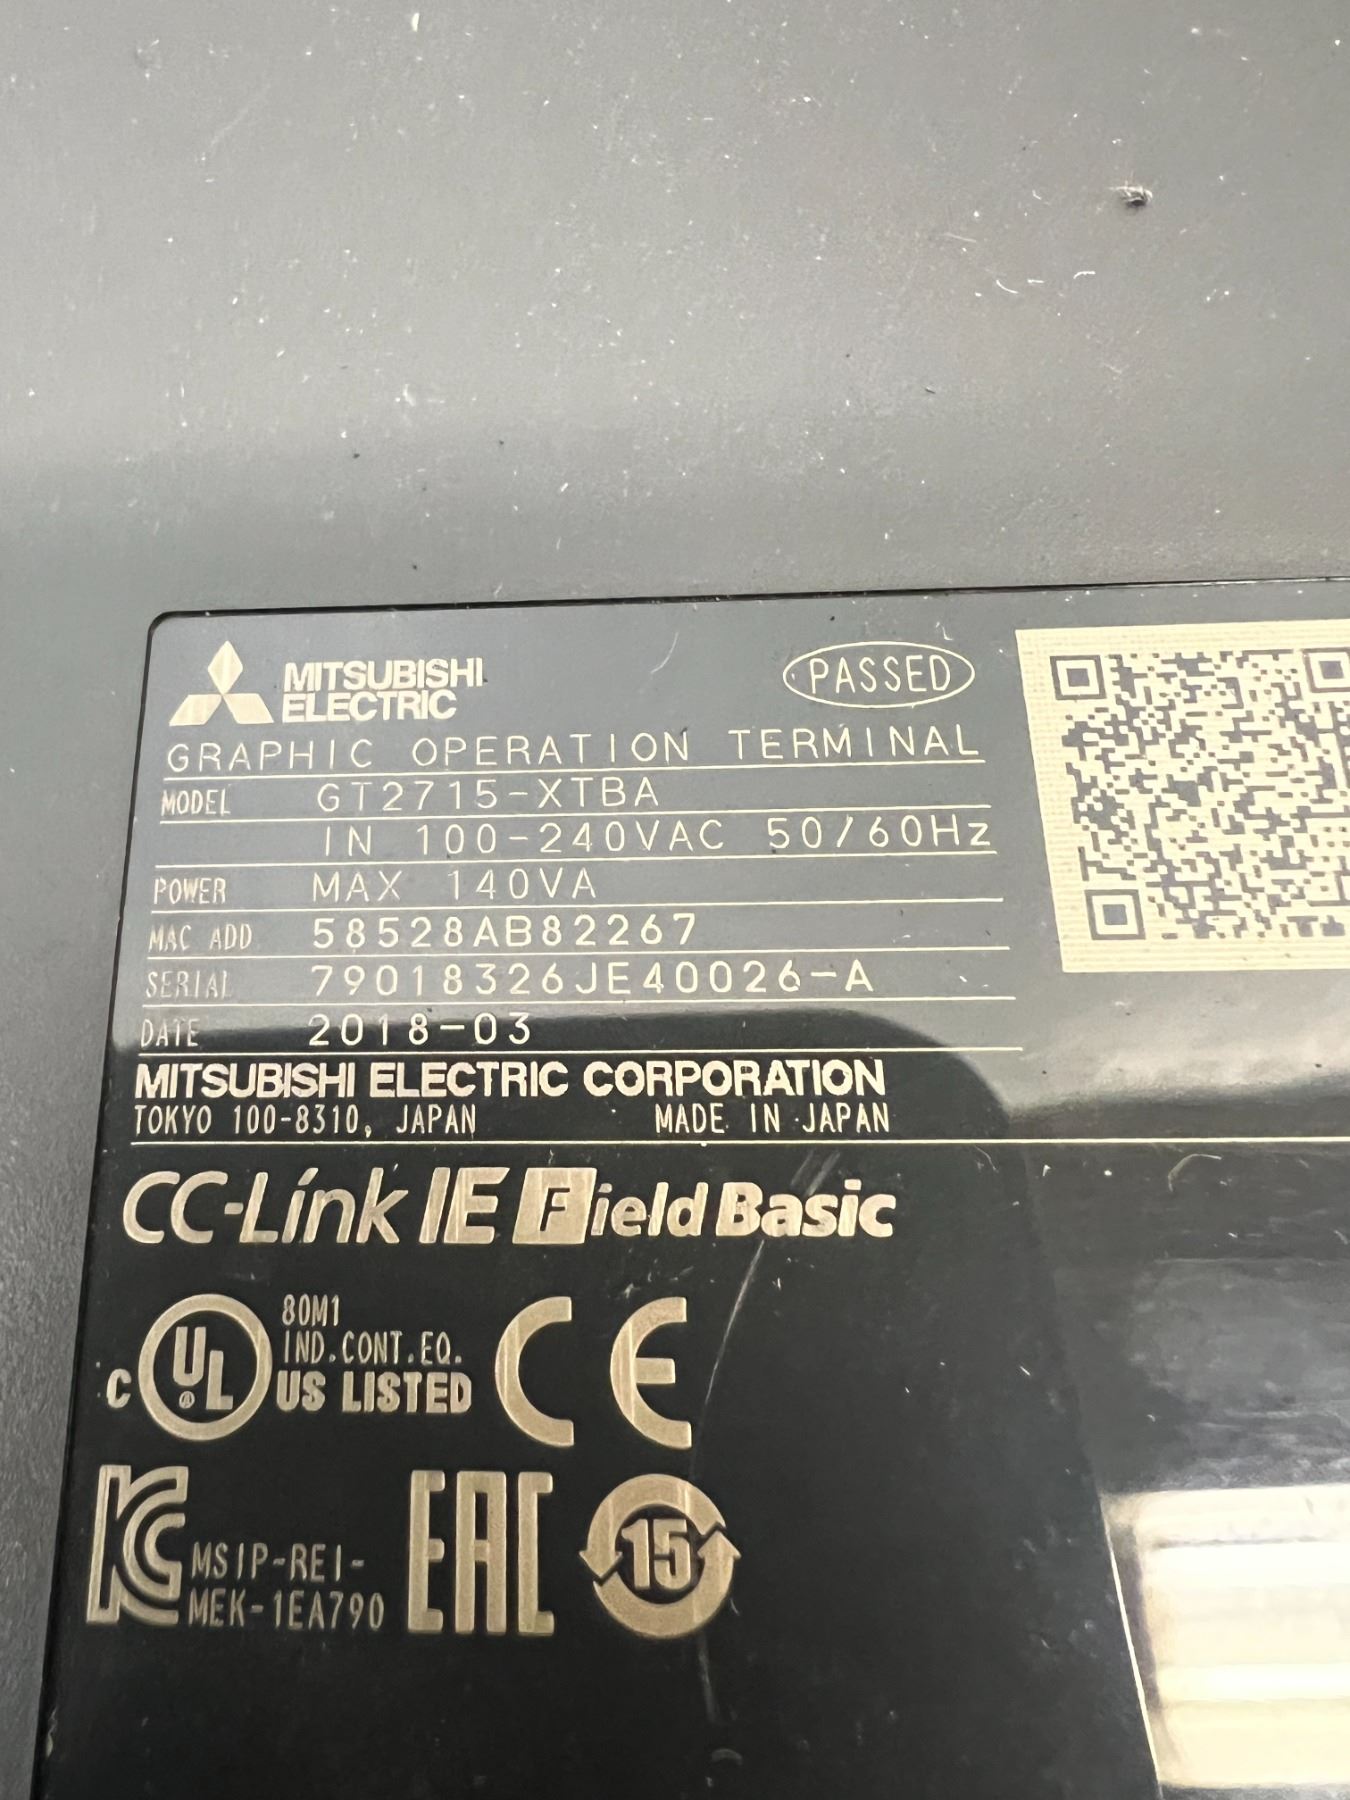 MITSUBISHI
ELECTRIC
PASSED
GRAPHIC OPERATION TERMINAL
MODEL GT2715-XTBA
IN 100-240VAC 50/60Hz
POWER MAX 140VA
MAC ADD 58528AB82267
SERIAL 79018326JE40026-A
DATE 2018-03
MITSUBISHI ELECTRIC CORPORATION
TOKYO 100-8310, JAPAN MADE IN JAPAN
CC-Link IE Field Basic
80M1
IND.CONT.EQ.
C UL US LISTED
CE
KC MSIP-REI-
MEK-1EA790
EAC
15